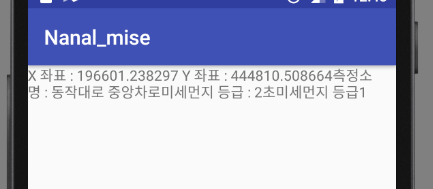 Nanal_mise
X 좌표 : 196601.238297 Y 좌표 : 444810.508664측정소
명 : 동작대로 중앙차로미세먼지 등급 : 2초미세먼지 등급1